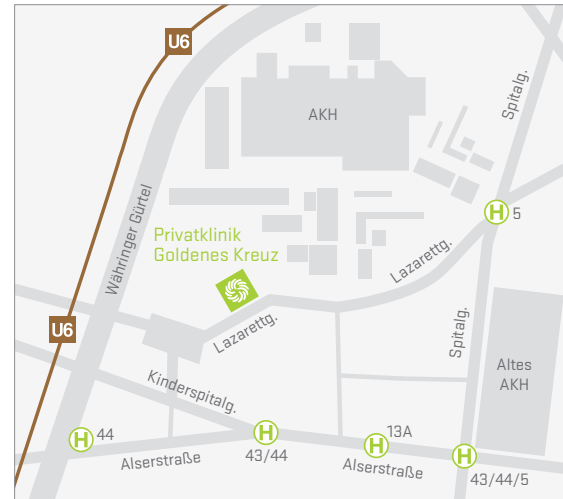 U6
AKH
Spitalg.
Währinger Gürtel
H 5
Privatklinik
Goldenes Kreuz
Lazarettg.
U6
Lazarettg.
Spitalg.
Altes
AKH
Kinderspitalg.
H 44
H
43/44
13A
H
Alserstraße
Alserstraße
H
43/44/5